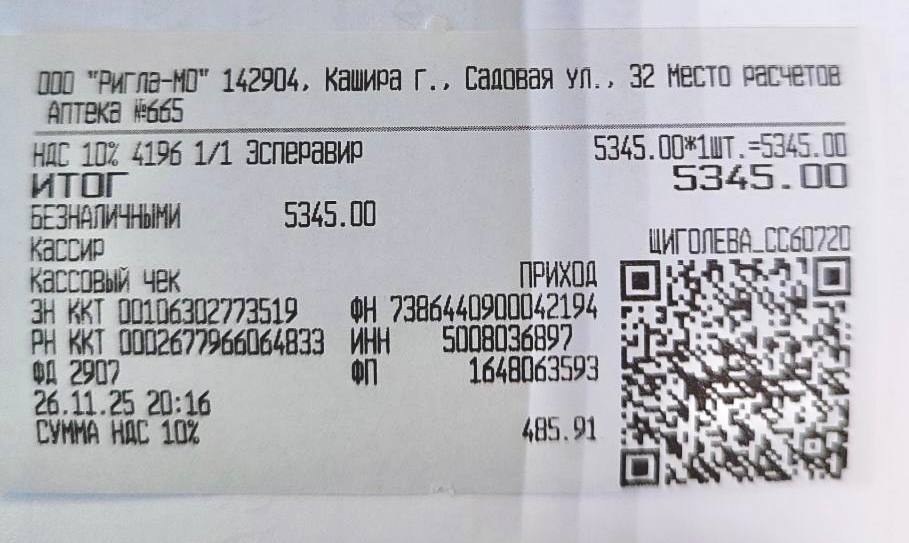 ООО "Ригла-МО" 142904, Кашира г., Садовая ул., 32 Место расчетов
Аптека №665
НДС 10% 4196 1/1 Эсперавир 5345.00*1шт.=5345.00
ИТОГ 5345.00
БЕЗНАЛИЧНЫМИ 5345.00
Кассир ЩИГОЛЕВА_СС60720
Кассовый чек ПРИХОД
ЗН ККТ 00106302773519 ФН 7386440900042194
РН ККТ 0002677966064833 ИНН 5008036897
ФД 2907 ФП 1648063593
26.11.25 20:16
СУММА НДС 10% 485.91